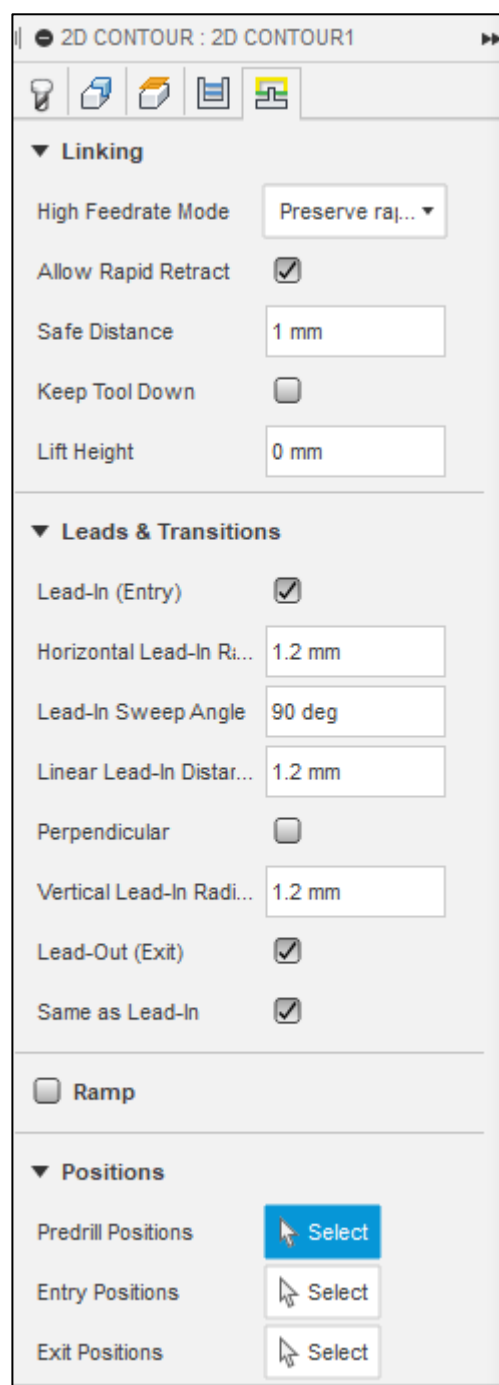 2D CONTOUR : 2D CONTOUR1
Linking
High Feedrate Mode Preserve rap...
Allow Rapid Retract
Safe Distance 1 mm
Keep Tool Down
Lift Height 0 mm
Leads & Transitions
Lead-In (Entry)
Horizontal Lead-In Ra... 1.2 mm
Lead-In Sweep Angle 90 deg
Linear Lead-In Distar... 1.2 mm
Perpendicular
Vertical Lead-In Radi... 1.2 mm
Lead-Out (Exit)
Same as Lead-In
Ramp
Positions
Predrill Positions Select
Entry Positions Select
Exit Positions Select